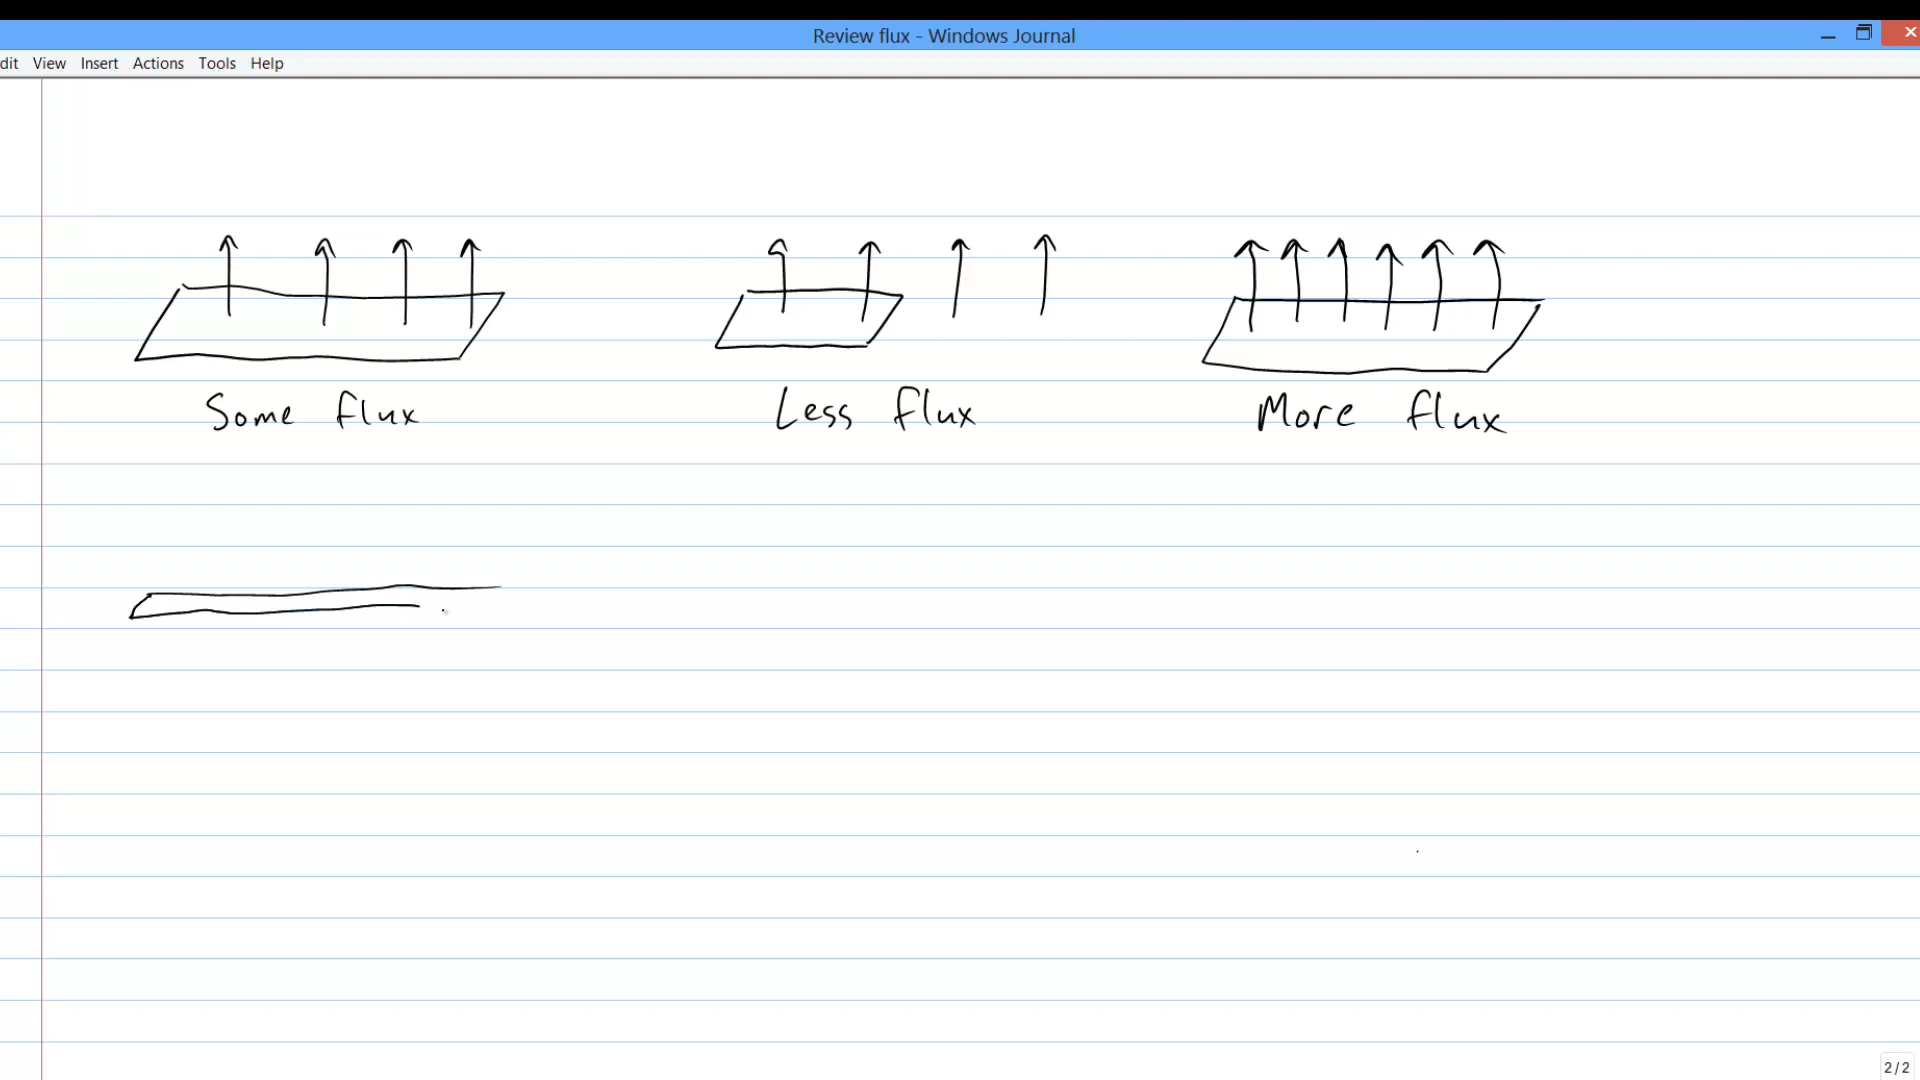 Review flux - Windows Journal
dit View Insert Actions Tools Help
Some flux Less flux More flux
2/2